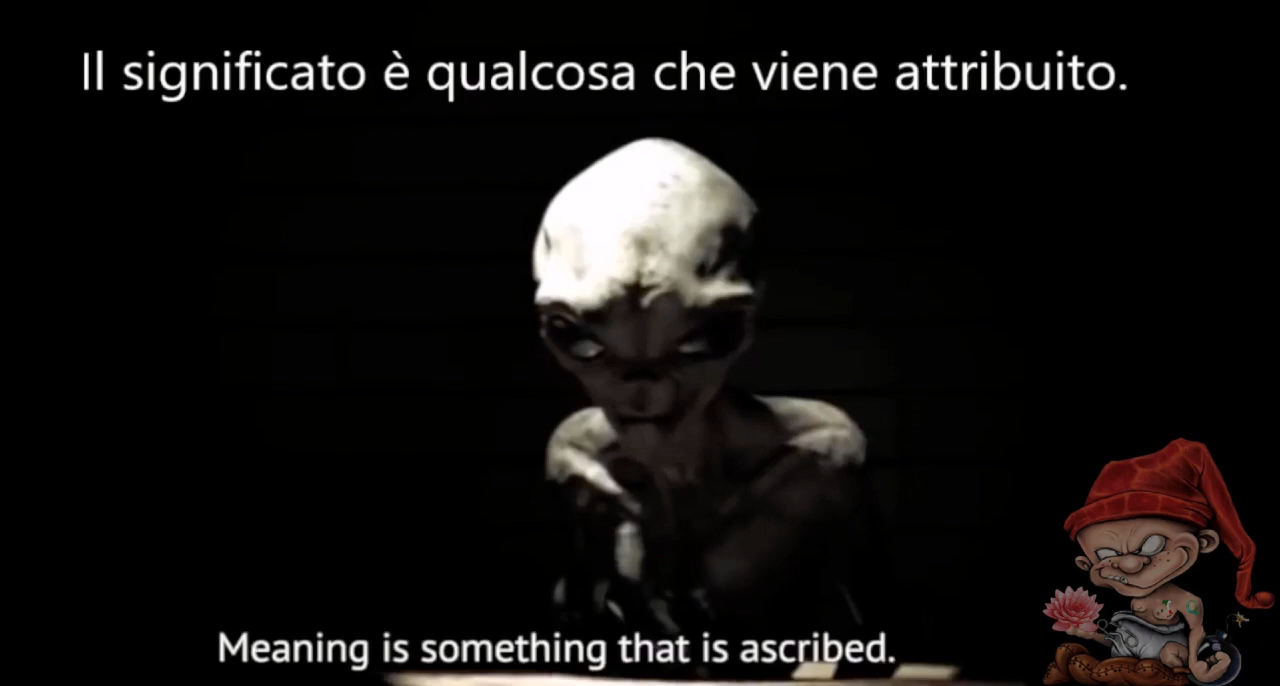 Il significato è qualcosa che viene attribuito.
Meaning is something that is ascribed.